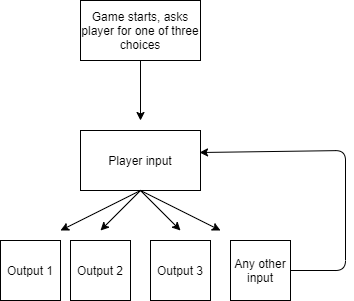 Game starts, asks
player for one of three
choices
Player input
Output 1
Output 2
Output 3
Any other
input